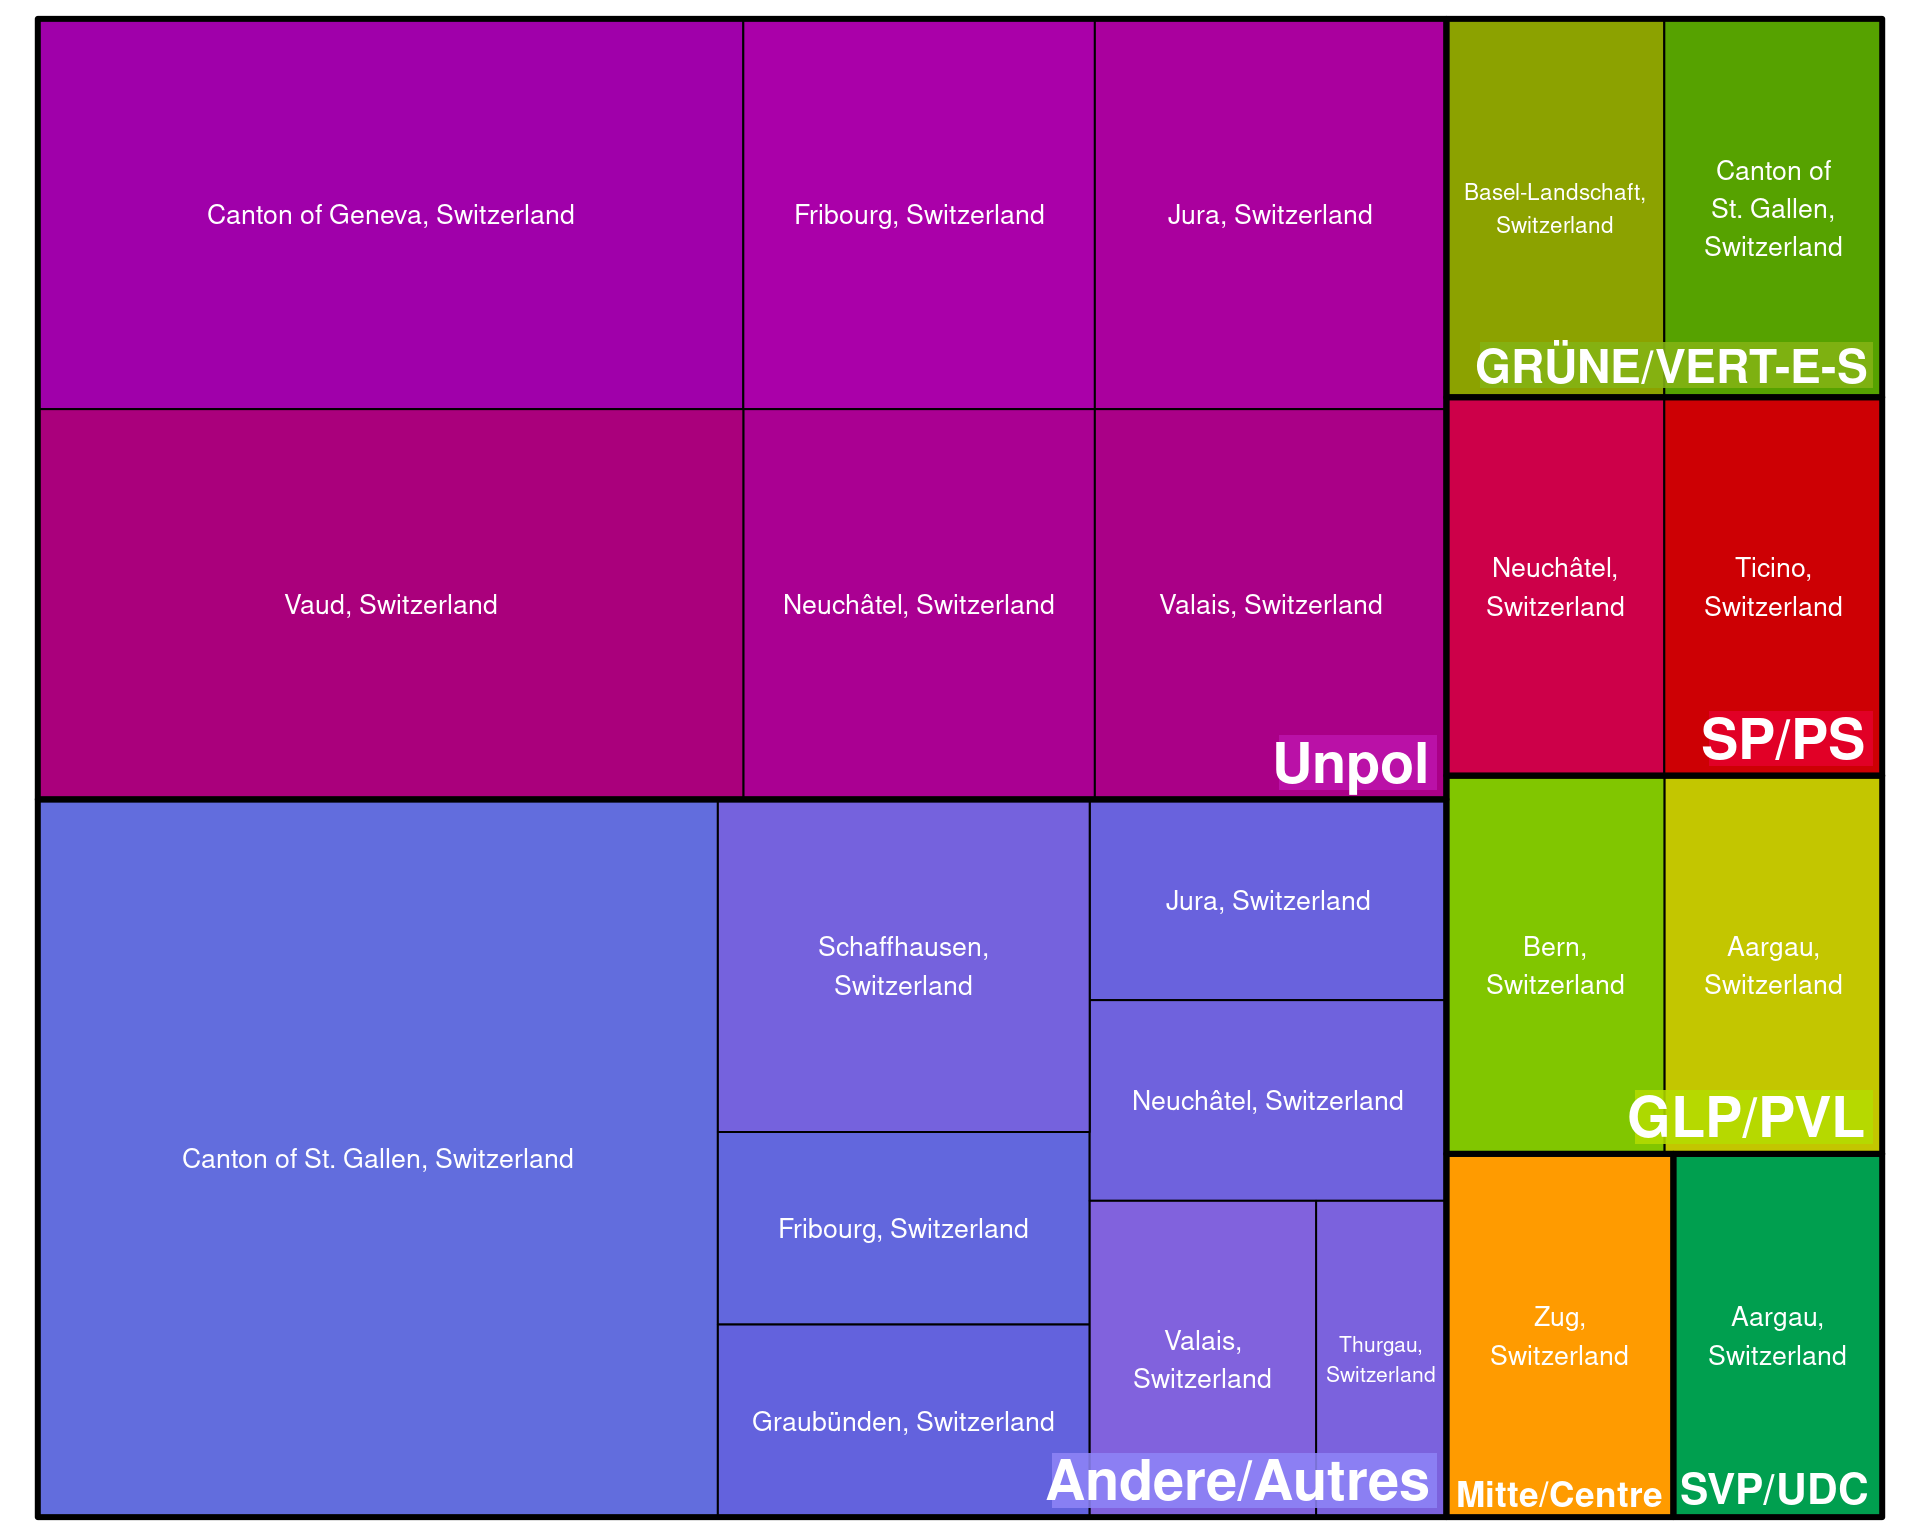 Canton of Geneva, Switzerland
Fribourg, Switzerland
Jura, Switzerland
Vaud, Switzerland
Neuchâtel, Switzerland
Valais, Switzerland
Unpol
Canton of St. Gallen, Switzerland
Schaffhausen,
Switzerland
Fribourg, Switzerland
Graubünden, Switzerland
Jura, Switzerland
Neuchâtel, Switzerland
Valais,
Switzerland
Thurgau,
Switzerland
Andere/Autres
Basel-Landschaft,
Switzerland
Canton of
St. Gallen,
Switzerland
GRÜNE/VERT-E-S
Neuchâtel,
Switzerland
Ticino,
Switzerland
SP/PS
Bern,
Switzerland
Aargau,
Switzerland
GLP/PVL
Zug,
Switzerland
Mitte/Centre
Aargau,
Switzerland
SVP/UDC